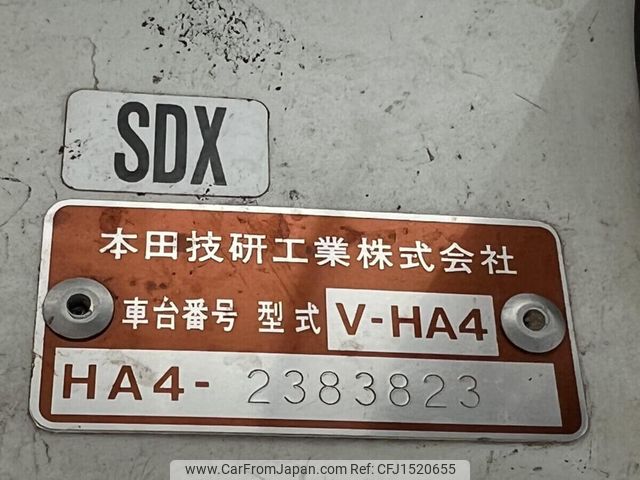 SDX
本田技研工業株式会社
車台番号 型式 V-HA4
HA4- 2383823
www.CarFromJapan.com | CFJ1520655